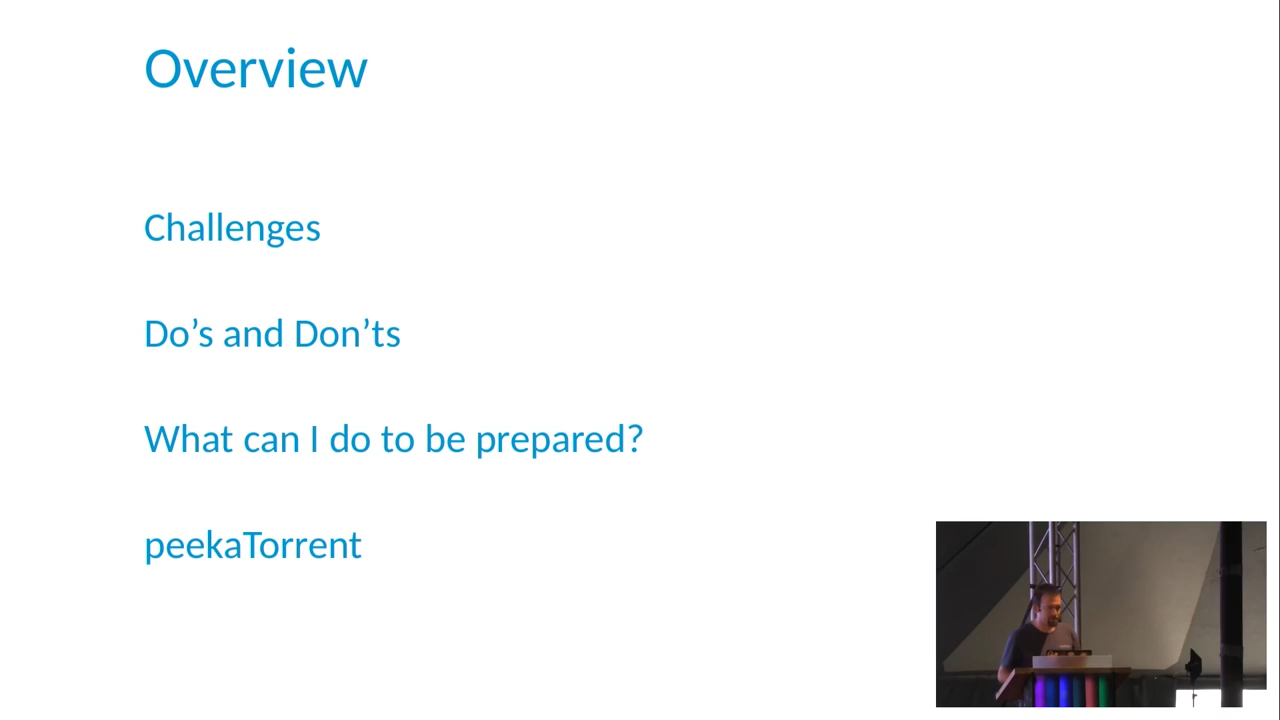 Overview
Challenges
Do’s and Don’ts
What can I do to be prepared?
peekaTorrent